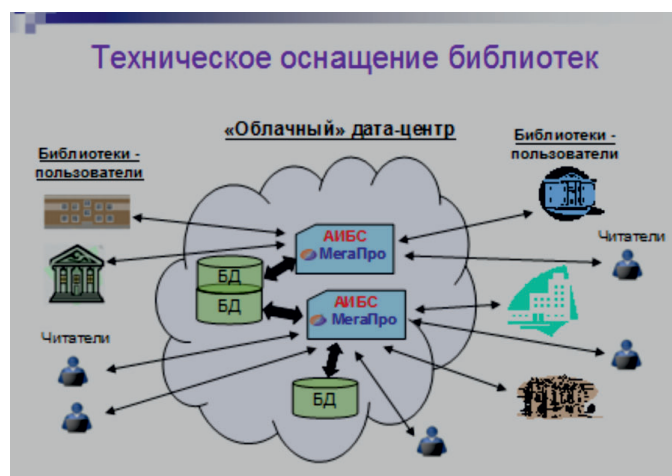 Техническое оснащение библиотек
«Облачный» дата-центр
Библиотеки -
пользователи
Библиотеки -
пользователи
АИБС
МегаПро
Читатели
БД
БД
АИБС
МегаПро
Читатели
БД